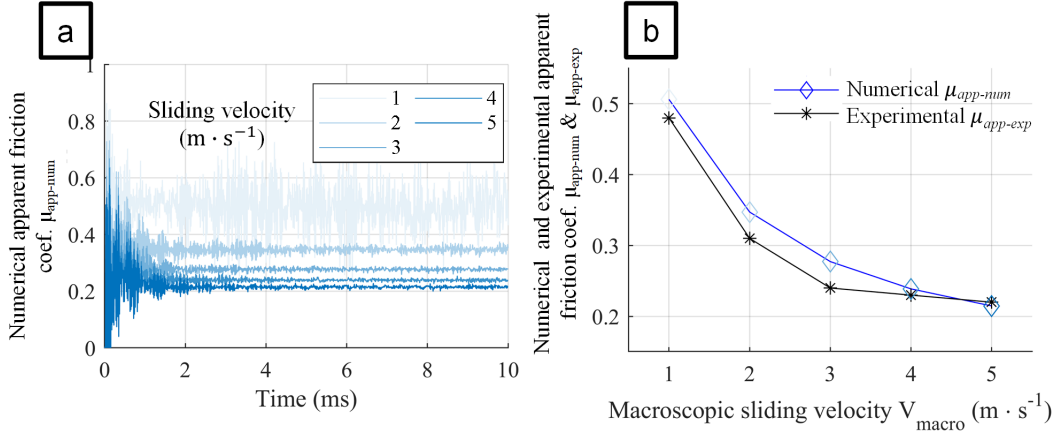 a
Numerical apparent friction
coef. μapp-num
1
0.8
0.6
0.4
0.2
0
0
2
4
6
8
10
Time (ms)
Sliding velocity
(m · s⁻¹)
1
2
3
4
5
b
Numerical and experimental apparent
friction coef. μapp-num & μapp-exp
0.5
0.4
0.3
0.2
1
2
3
4
5
Macroscopic sliding velocity Vmacro (m · s⁻¹)
Numerical μapp-num
Experimental μapp-exp